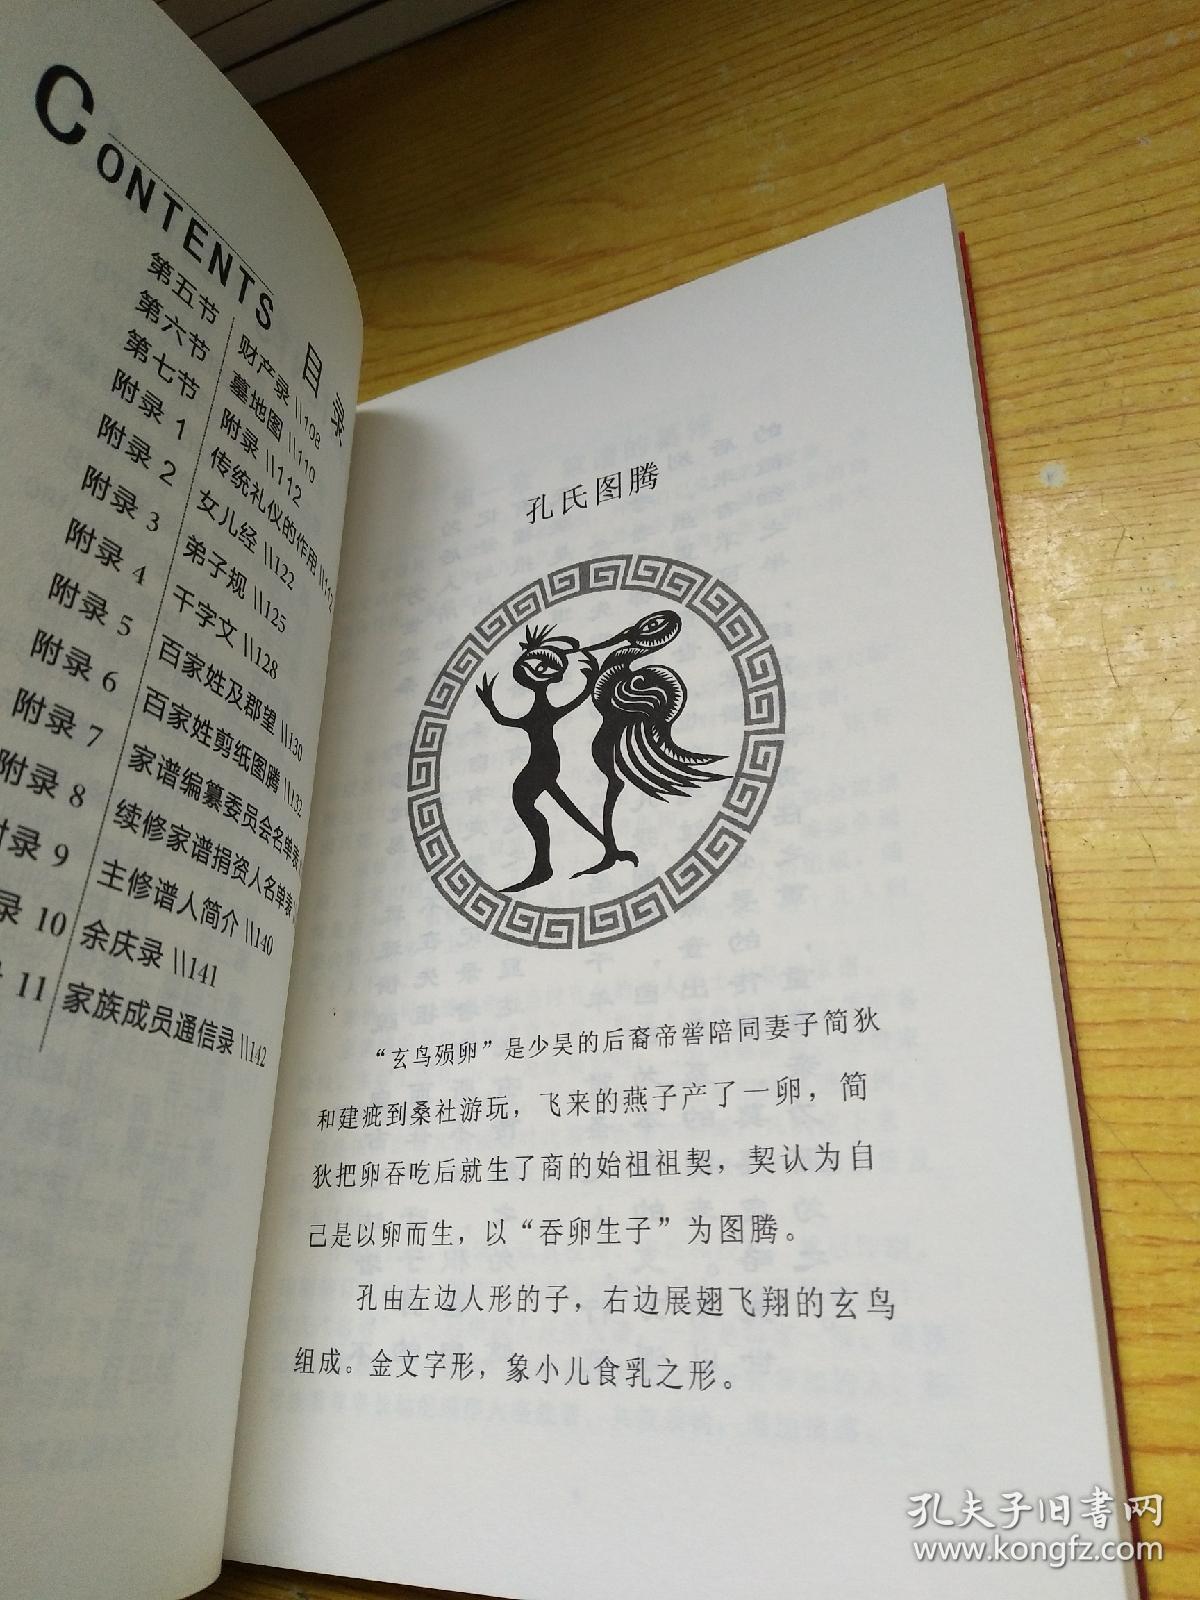 CONTENTS 目录
第五节 财产录 \\108
第六节 墓地图 \\110
第七节 附录 \\112
附录 1 传统礼仪的作用 \\112
附录 2 女儿经 \\122
附录 3 弟子规 \\125
附录 4 千字文 \\128
附录 5 百家姓及郡望 \\130
附录 6 百家姓剪纸图腾 \\132
附录 7 家谱编纂委员会名单表
附录 8 续修家谱捐资人名单表
附录 9 主修谱人简介 \\140
录 10 余庆录 \\141
11 家族成员通信录 \\142
孔氏图腾
“玄鸟殒卵”是少昊的后裔帝喾陪同妻子简狄
和建疵到桑社游玩，飞来的燕子产了一卵，简
狄把卵吞吃后就生了商的始祖祖契，契认为自
己是以卵而生，以“吞卵生子”为图腾。
孔由左边人形的子，右边展翅飞翔的玄鸟
组成。金文字形，象小儿食乳之形。
孔夫子旧书网
www.kongfz.com